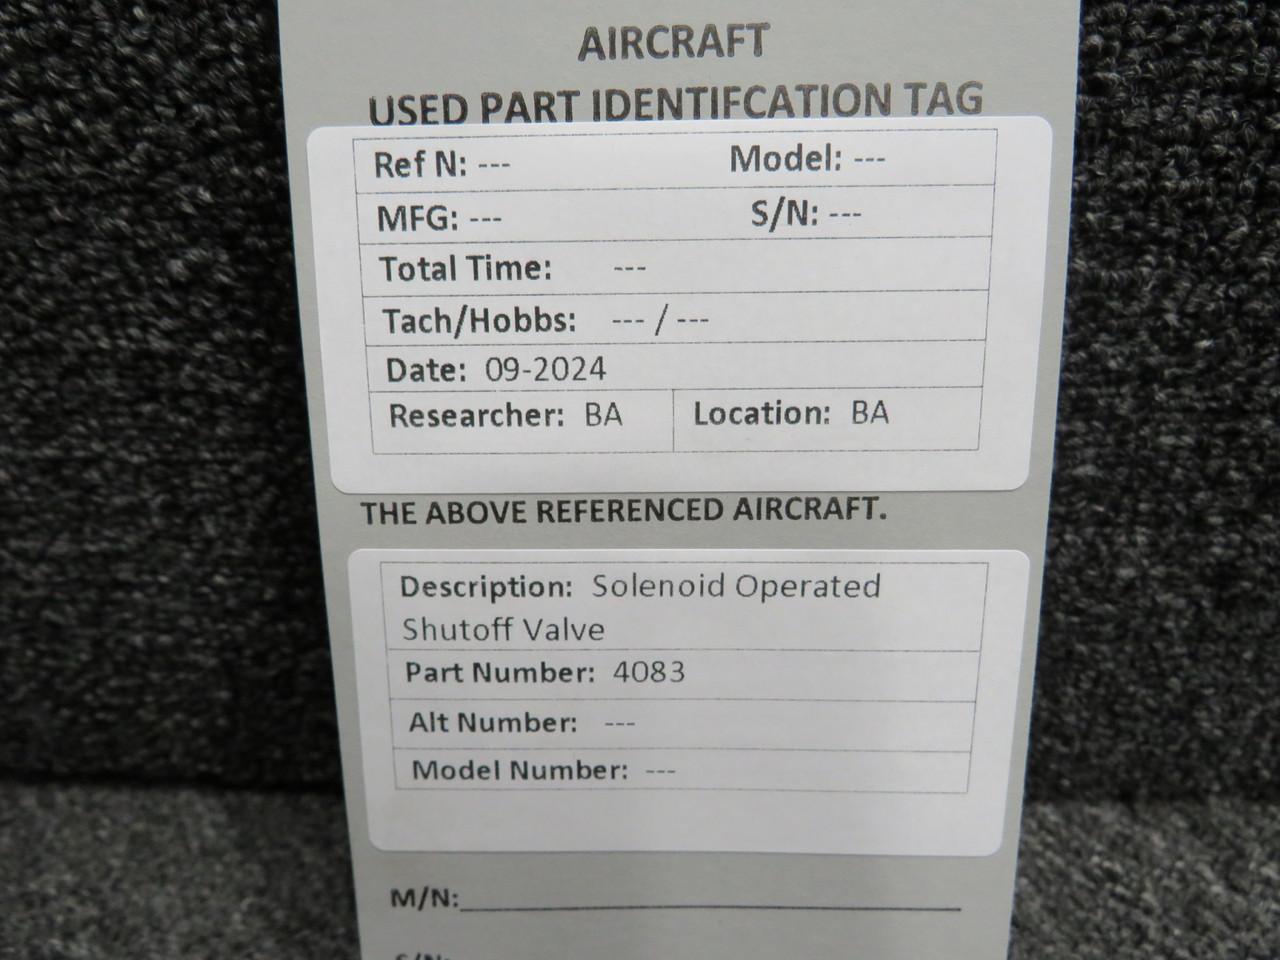 AIRCRAFT
USED PART IDENTIFCATION TAG
Ref N: --- Model: ---
MFG: --- S/N: ---
Total Time: ---
Tach/Hobbs: --- / ---
Date: 09-2024
Researcher: BA Location: BA
THE ABOVE REFERENCED AIRCRAFT.
Description: Solenoid Operated
Shutoff Valve
Part Number: 4083
Alt Number: ---
Model Number: ---
M/N:
S/N: